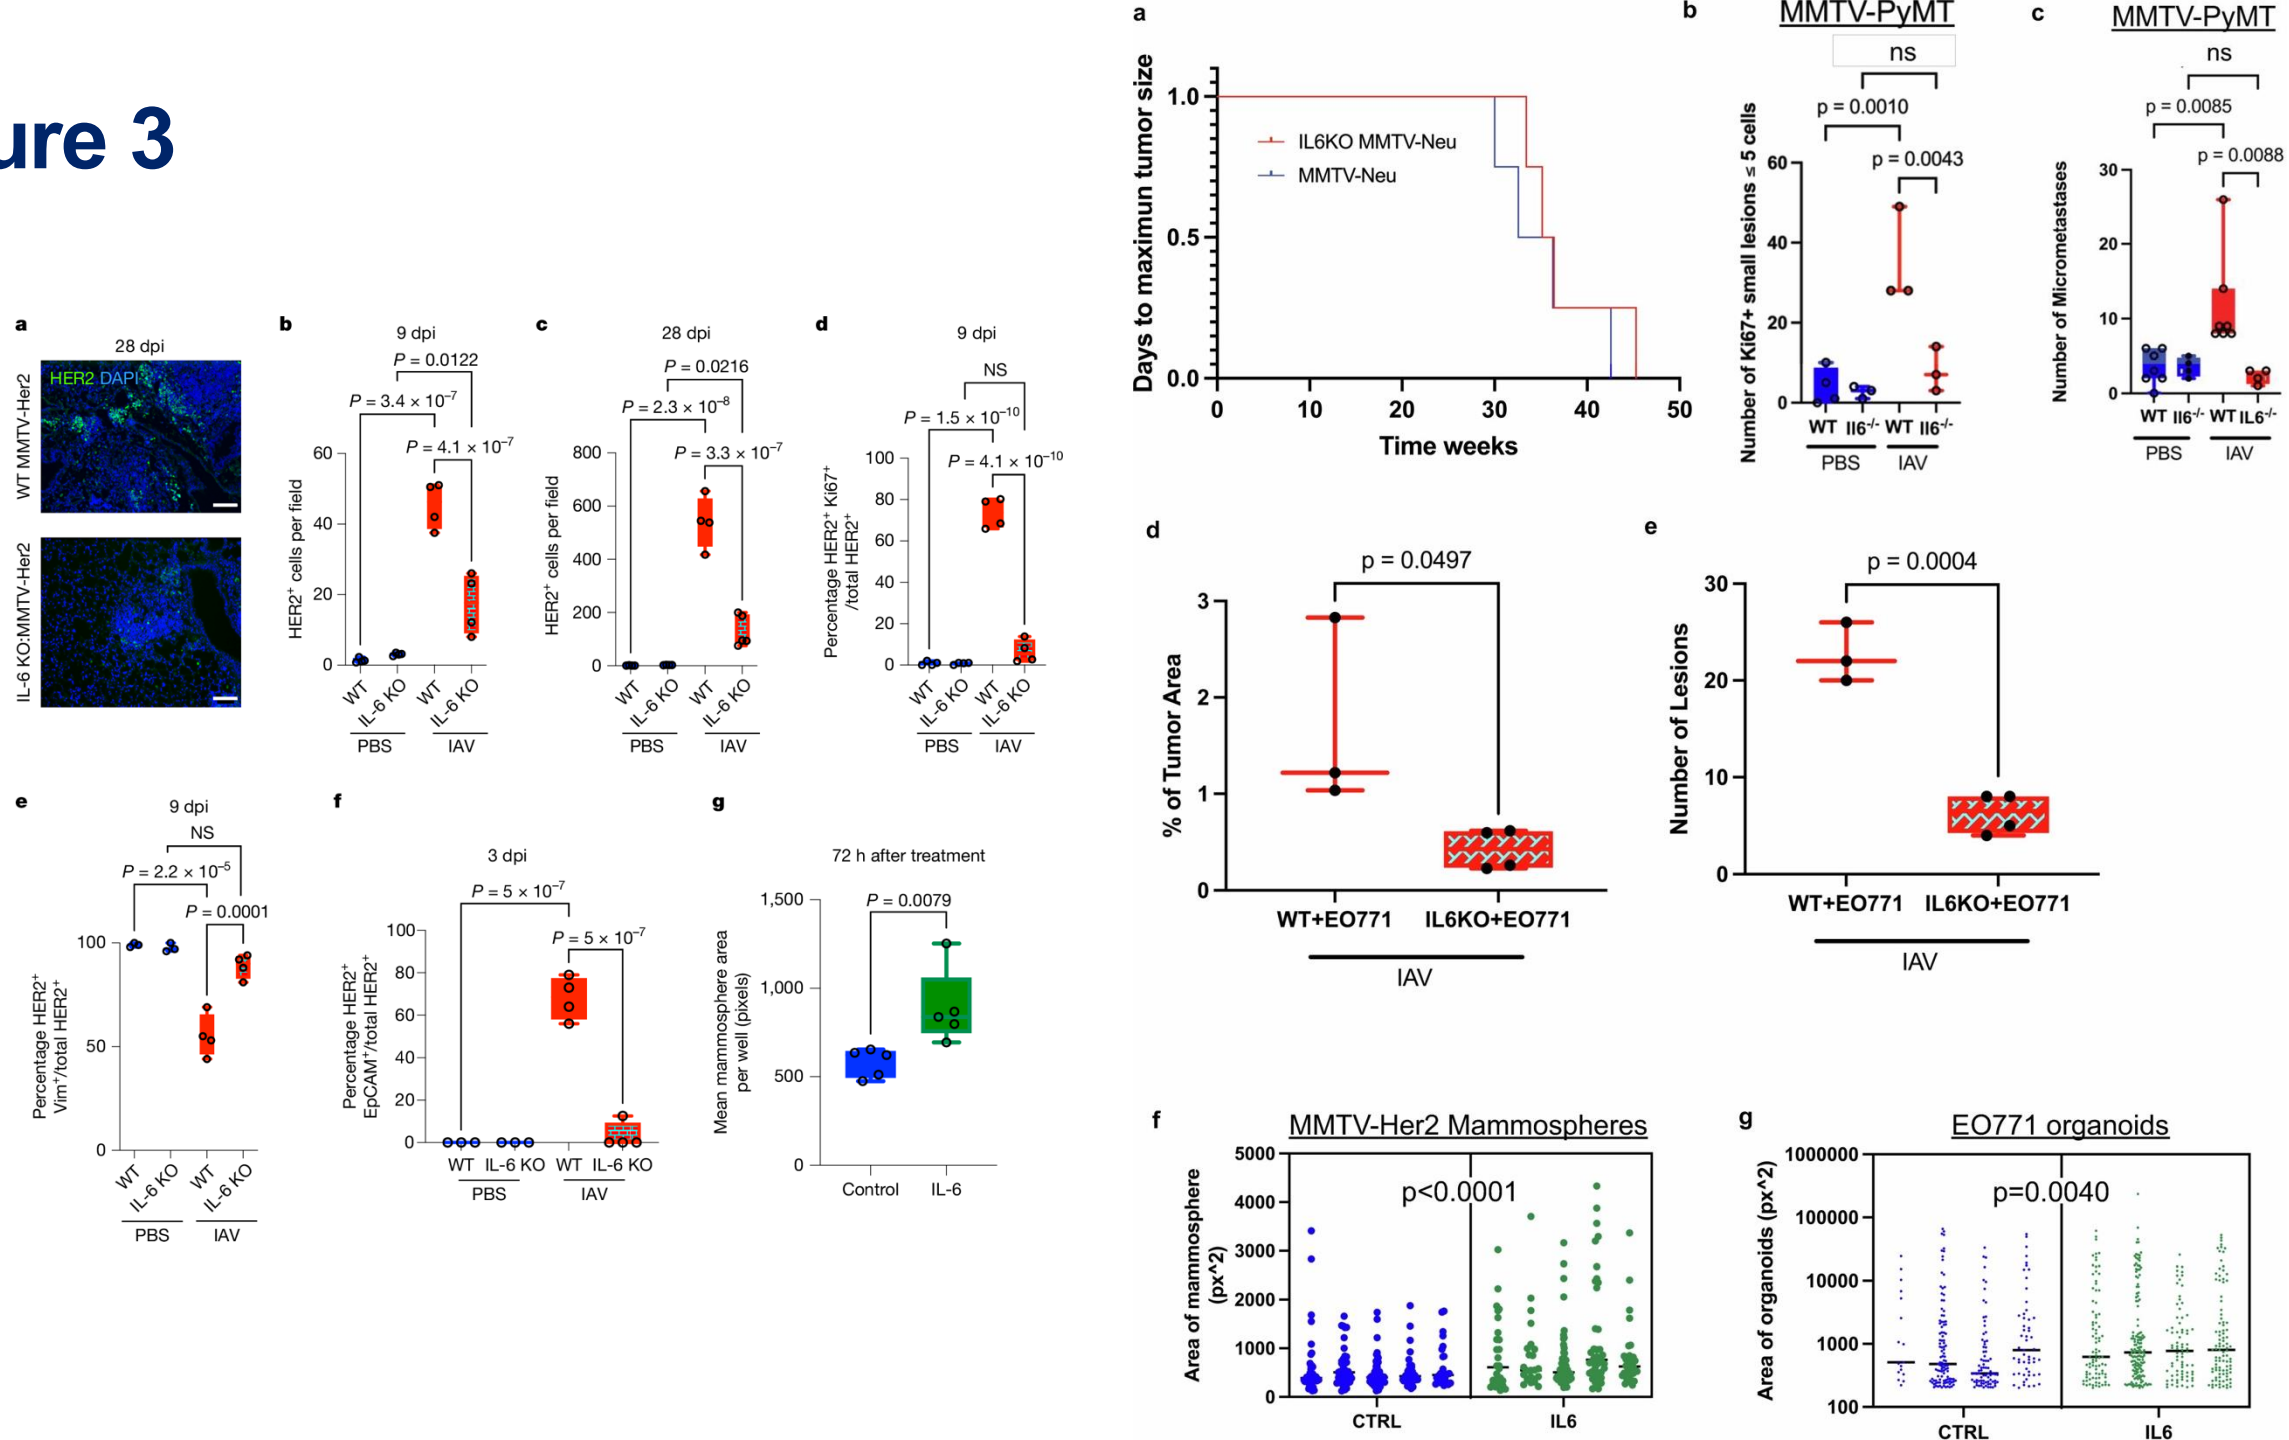 ure 3
a
28 dpi
WT MMTV-Her2
HER2 DAPI
IL-6 KO:MMTV-Her2
b
9 dpi
P = 0.0122
P = 3.4 × 10⁻⁷
P = 4.1 × 10⁻⁷
HER2⁺ cells per field
60
40
20
0
WT
IL-6 KO
WT
IL-6 KO
PBS
IAV
c
28 dpi
P = 0.0216
P = 2.3 × 10⁻⁸
P = 3.3 × 10⁻⁷
HER2⁺ cells per field
800
600
400
200
0
WT
IL-6 KO
WT
IL-6 KO
PBS
IAV
d
9 dpi
NS
P = 1.5 × 10⁻¹⁰
P = 4.1 × 10⁻¹⁰
Percentage HER2⁺ Ki67⁺
/total HER2⁺
100
80
60
40
20
0
WT
IL-6 KO
WT
IL-6 KO
PBS
IAV
e
9 dpi
NS
P = 2.2 × 10⁻⁵
P = 0.0001
Percentage HER2⁺
Vim⁺/total HER2⁺
100
50
0
WT
IL-6 KO
WT
IL-6 KO
PBS
IAV
f
3 dpi
P = 5 × 10⁻⁷
P = 5 × 10⁻⁷
Percentage HER2⁺
EpCAM⁺/total HER2⁺
100
80
60
40
20
0
WT IL-6 KO WT IL-6 KO
PBS
IAV
g
72 h after treatment
P = 0.0079
Mean mammosphere area
per well (pixels)
1,500
1,000
500
0
Control
IL-6
a
Days to maximun tumor size
1.0
0.5
0.0
IL6KO MMTV-Neu
MMTV-Neu
0 10 20 30 40 50
Time weeks
b
MMTV-PyMT
ns
p = 0.0010
p = 0.0043
Number of Ki67+ small lesions ≤ 5 cells
60
40
20
0
WT Il6⁻/⁻ WT Il6⁻/⁻
PBS
IAV
c
MMTV-PyMT
ns
p = 0.0085
p = 0.0088
Number of Micrometastases
30
20
10
0
WT Il6⁻/⁻ WT IL6⁻/⁻
PBS
IAV
d
p = 0.0497
% of Tumor Area
3
2
1
0
WT+EO771 IL6KO+EO771
IAV
e
p = 0.0004
Number of Lesions
30
20
10
0
WT+EO771 IL6KO+EO771
IAV
f
MMTV-Her2 Mammospheres
p<0.0001
Area of mammosphere
(px^2)
5000
4000
3000
2000
1000
0
CTRL
IL6
g
EO771 organoids
p=0.0040
Area of organoids (px^2)
1000000
100000
10000
1000
100
CTRL
IL6